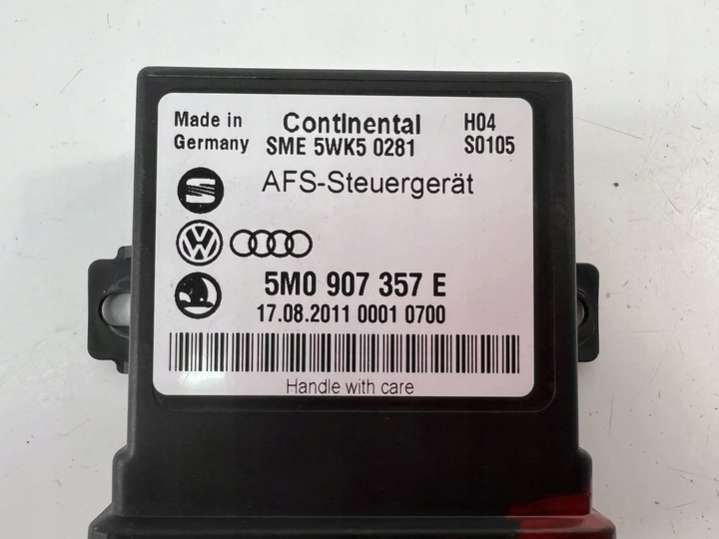 Made in Continental H04
Germany SME 5WK5 0281 S0105
AFS-Steuergerät
5M0 907 357 E
17.08.2011 0001 0700
Handle with care